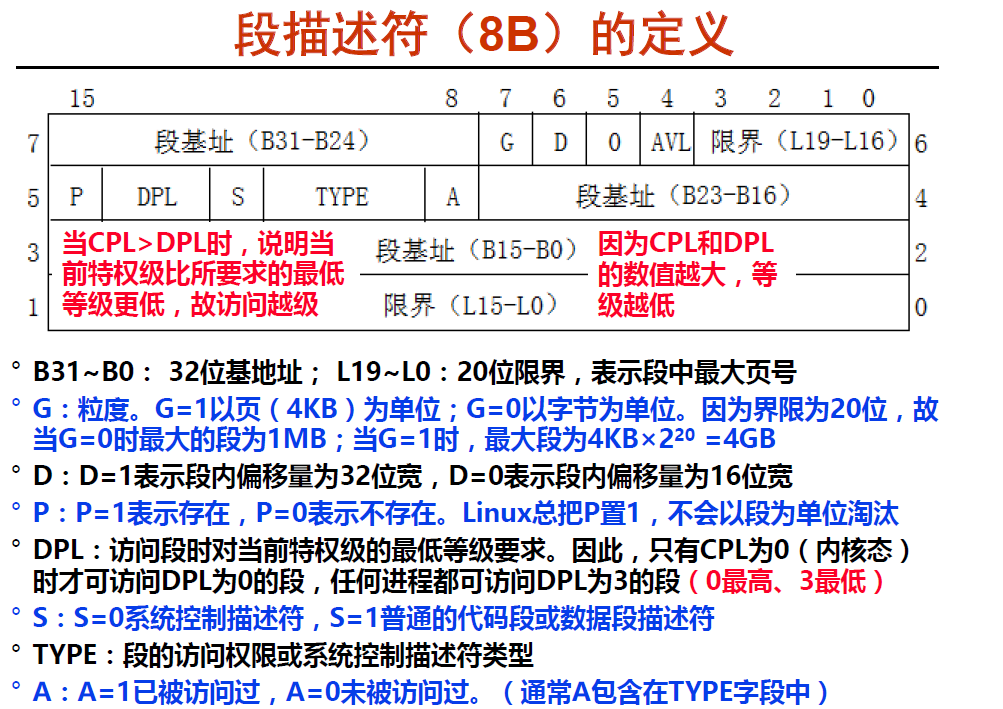 段描述符（8B）的定义
15 8 7 6 5 4 3 2 1 0
7 段基址（B31-B24） G D 0 AVL 限界（L19-L16） 6
5 P DPL S TYPE A 段基址（B23-B16） 4
3 段基址（B15-B0） 2
1 限界（L15-L0） 0
当CPL>DPL时，说明当
前特权级比所要求的最低
等级更低，故访问越级
因为CPL和DPL
的数值越大，等
级越低
° B31~B0： 32位基地址； L19~L0：20位限界，表示段中最大页号
° G：粒度。G=1以页（4KB）为单位；G=0以字节为单位。因为界限为20位，故
当G=0时最大的段为1MB；当G=1时，最大段为4KB×2²⁰ =4GB
° D：D=1表示段内偏移量为32位宽，D=0表示段内偏移量为16位宽
° P：P=1表示存在，P=0表示不存在。Linux总把P置1，不会以段为单位淘汰
° DPL：访问段时对当前特权级的最低等级要求。因此，只有CPL为0（内核态）
时才可访问DPL为0的段，任何进程都可访问DPL为3的段（0最高、3最低）
° S：S=0系统控制描述符，S=1普通的代码段或数据段描述符
° TYPE：段的访问权限或系统控制描述符类型
° A：A=1已被访问过，A=0未被访问过。（通常A包含在TYPE字段中）